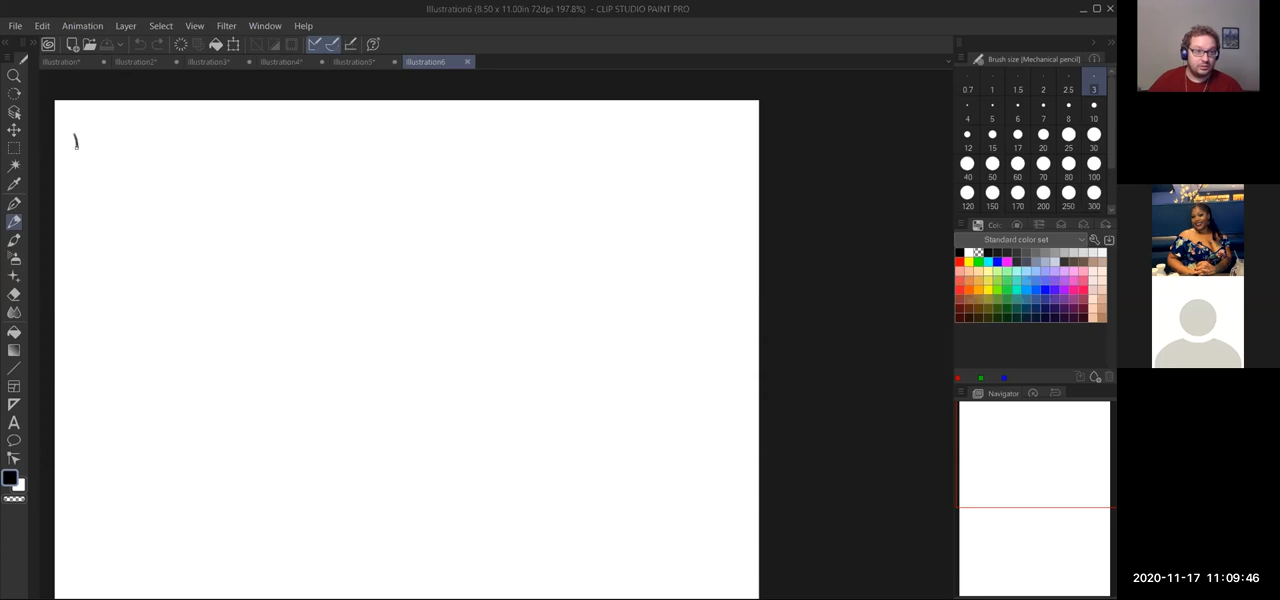 Illustration6 (8.50 x 11.00in 72dpi 197.8%) - CLIP STUDIO PAINT PRO
File Edit Animation Layer Select View Filter Window Help
Illustration* Illustration2* Illustration3* Illustration4* Illustration5* Illustration6
Brush size [Mechanical pencil]
0.7 1 1.5 2 2.5 3
4 5 6 7 8 10
12 15 17 20 25 30
40 50 60 70 80 100
120 150 170 200 250 300
Standard color set
Navigator
2020-11-17 11:09:46